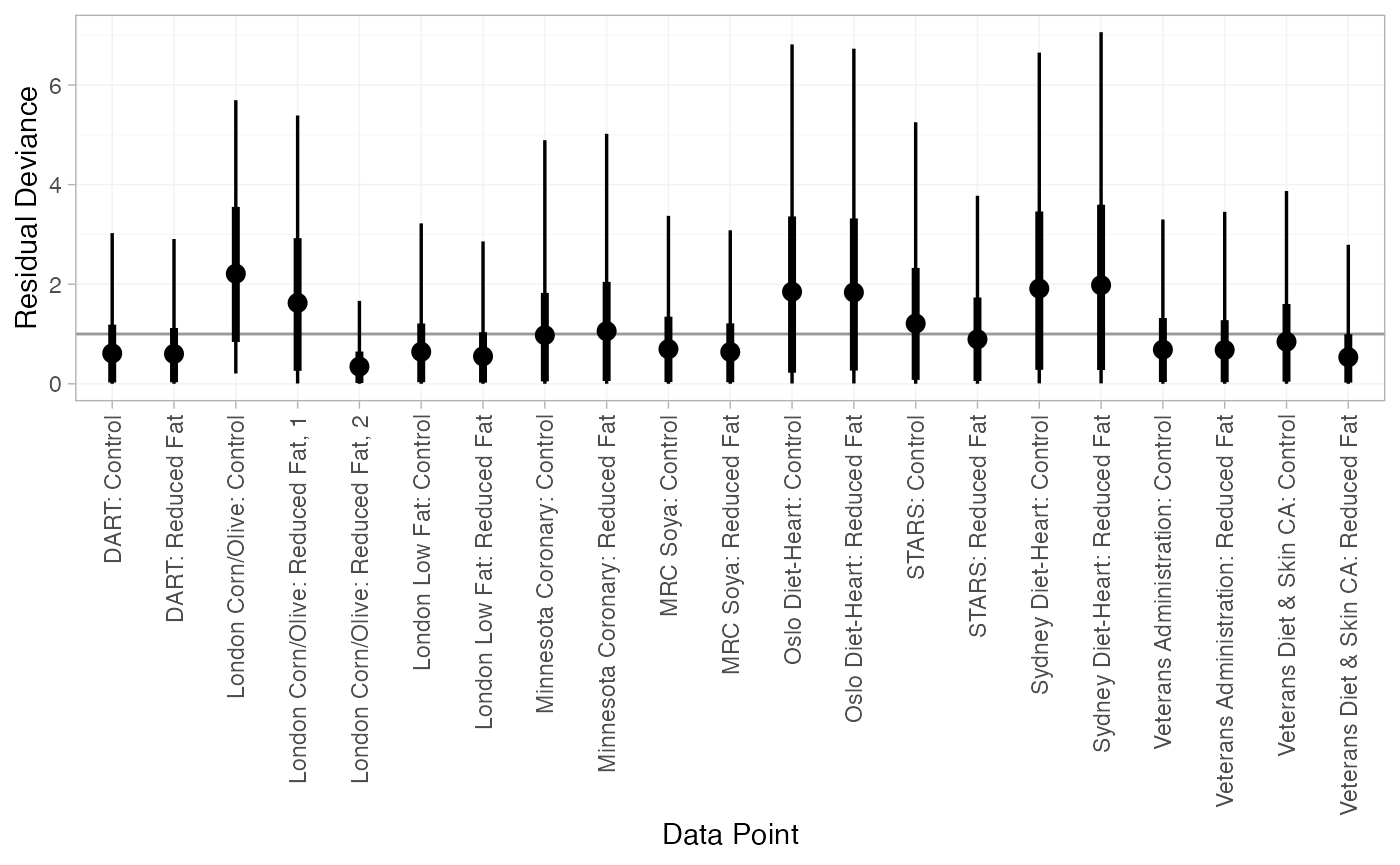 Residual Deviance
6
4
2
0
DART: Control
DART: Reduced Fat
London Corn/Olive: Control
London Corn/Olive: Reduced Fat, 1
London Corn/Olive: Reduced Fat, 2
London Low Fat: Control
London Low Fat: Reduced Fat
Minnesota Coronary: Control
Minnesota Coronary: Reduced Fat
MRC Soya: Control
MRC Soya: Reduced Fat
Oslo Diet-Heart: Control
Oslo Diet-Heart: Reduced Fat
STARS: Control
STARS: Reduced Fat
Sydney Diet-Heart: Control
Sydney Diet-Heart: Reduced Fat
Veterans Administration: Control
Veterans Administration: Reduced Fat
Veterans Diet & Skin CA: Control
Veterans Diet & Skin CA: Reduced Fat
Data Point